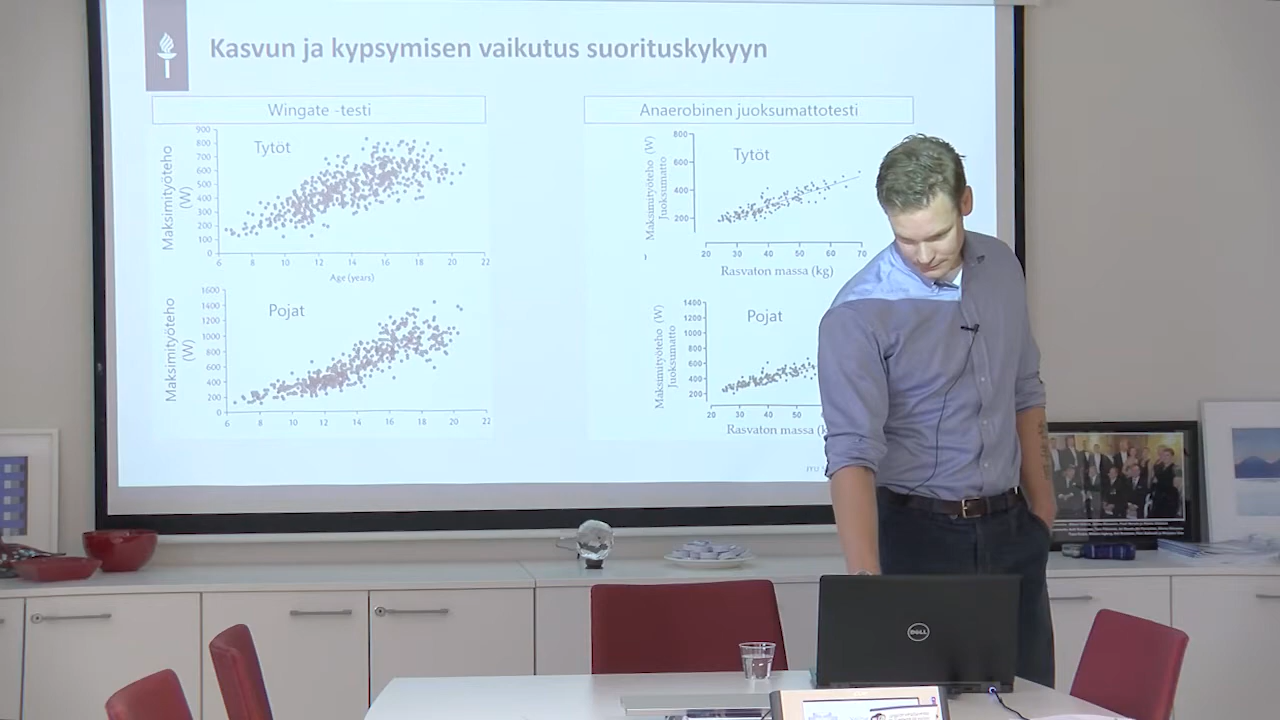 Kasvun ja kypsymisen vaikutus suorituskykyyn
Wingate -testi
Tytöt
Maksimityöteho
(W)
900
800
700
600
500
400
300
200
100
0
6 8 10 12 14 16 18 20 22
Age (years)
Pojat
Maksimityöteho
(W)
1600
1400
1200
1000
800
600
400
200
0
6 8 10 12 14 16 18 20 22
Anaerobinen juoksumattotesti
Tytöt
Maksimityöteho (W)
Juoksumatto
800
600
400
200
20 30 40 50 60 70
Rasvaton massa (kg)
Pojat
Maksimityöteho (W)
Juoksumatto
1400
1200
1000
800
600
400
200
20 30 40 50 60
Rasvaton massa (k
JYU
DELL